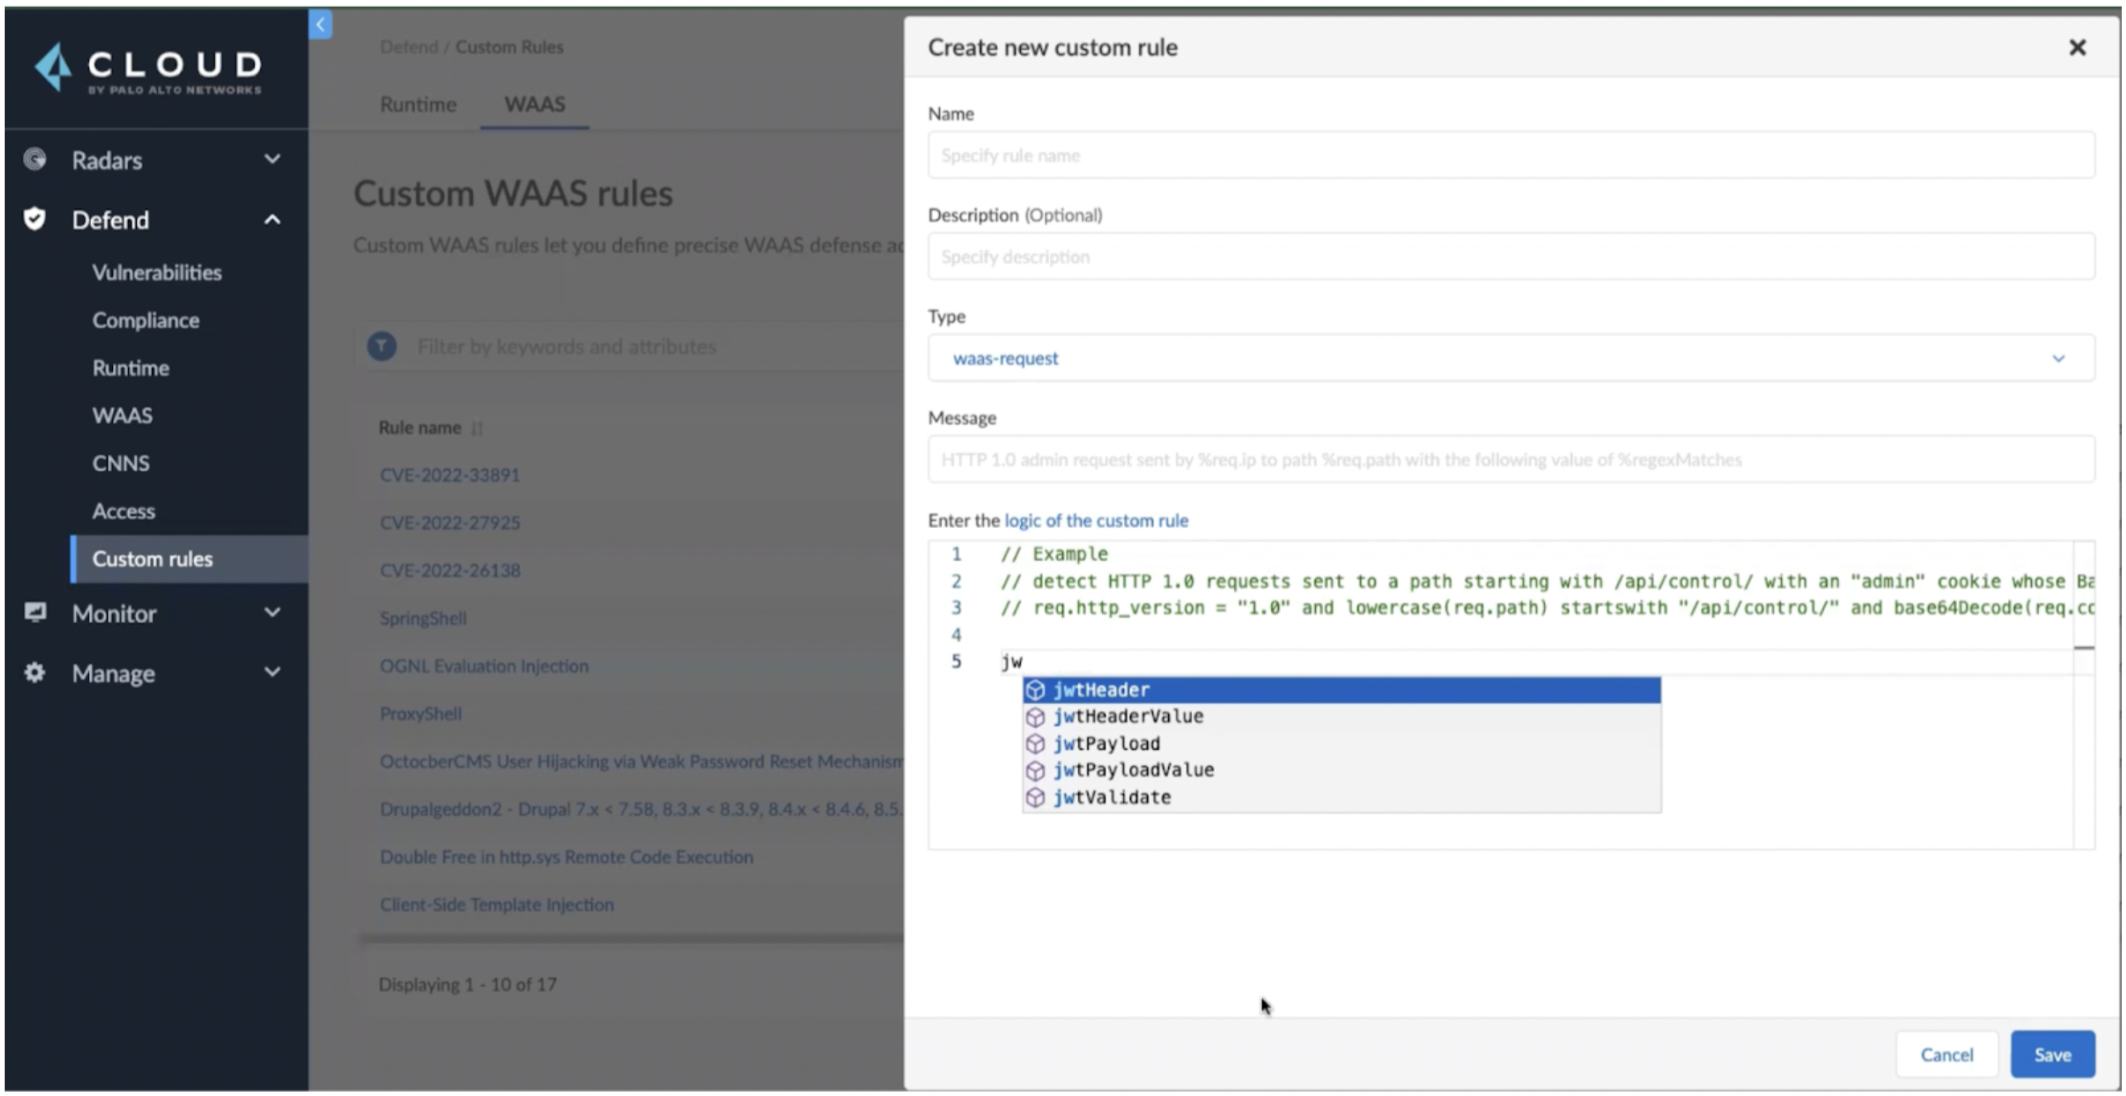 CLOUD
BY PALO ALTO NETWORKS
Radars
Defend
Vulnerabilities
Compliance
Runtime
WAAS
CNNS
Access
Custom rules
Monitor
Manage
Defend / Custom Rules
Runtime WAAS
Custom WAAS rules
Custom WAAS rules let you define precise WAAS defense ac
Filter by keywords and attributes
Rule name
CVE-2022-33891
CVE-2022-27925
CVE-2022-26138
SpringShell
OGNL Evaluation Injection
ProxyShell
OctocberCMS User Hijacking via Weak Password Reset Mechanism
Drupalgeddon2 - Drupal 7.x < 7.58, 8.3.x < 8.3.9, 8.4.x < 8.4.6, 8.5.
Double Free in http.sys Remote Code Execution
Client-Side Template Injection
Displaying 1 - 10 of 17
Create new custom rule
Name
Specify rule name
Description (Optional)
Specify description
Type
waas-request
Message
HTTP 1.0 admin request sent by %req.ip to path %req.path with the following value of %regexMatches
Enter the logic of the custom rule
1 // Example
2 // detect HTTP 1.0 requests sent to a path starting with /api/control/ with an "admin" cookie whose Ba
3 // req.http_version = "1.0" and lowercase(req.path) startswith "/api/control/" and base64Decode(req.co
4
5 jw
jwtHeader
jwtHeaderValue
jwtPayload
jwtPayloadValue
jwtValidate
Cancel Save